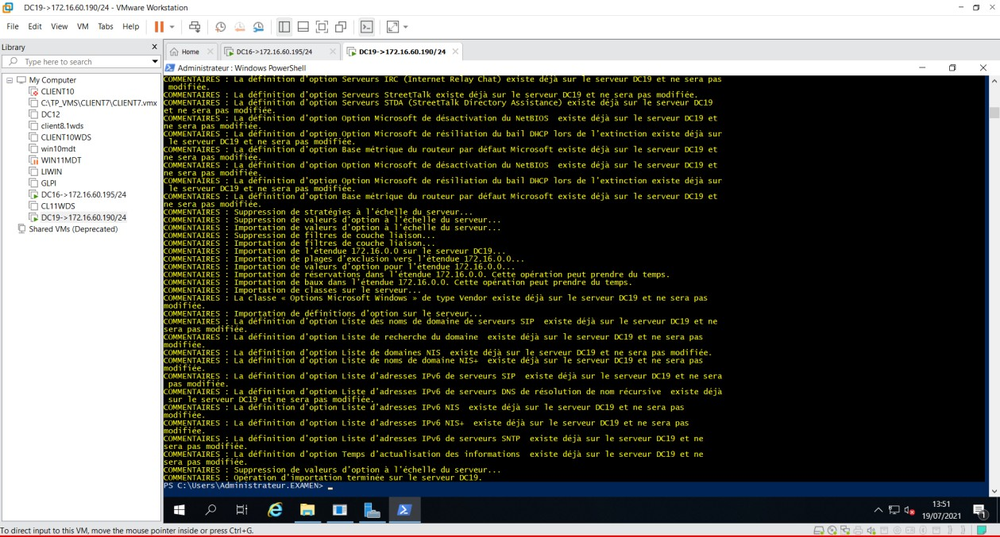 DC19->172.16.60.190/24 - VMware Workstation
File Edit View VM Tabs Help
Library
Type here to search
My Computer
CLIENT10
C:\TP_VMS\CLIENT7\CLIENT7.vmx
DC12
client8.1wds
CLIENT10WDS
win10mdt
WIN11MDT
LIWIN
GLPI
DC16->172.16.60.195/24
CL11WDS
DC19->172.16.60.190/24
Shared VMs (Deprecated)
Home
DC16->172.16.60.195/24
DC19->172.16.60.190/24
Administrateur : Windows PowerShell
COMMENTAIRES : La définition d'option Serveurs IRC (Internet Relay Chat) existe déjà sur le serveur DC19 et ne sera pas
modifiée.
COMMENTAIRES : La définition d'option Serveurs StreetTalk existe déjà sur le serveur DC19 et ne sera pas modifiée.
COMMENTAIRES : La définition d'option Serveurs STDA (StreetTalk Directory Assistance) existe déjà sur le serveur DC19
et ne sera pas modifiée.
COMMENTAIRES : La définition d'option Option Microsoft de désactivation du NetBIOS  existe déjà sur le serveur DC19 et
ne sera pas modifiée.
COMMENTAIRES : La définition d'option Option Microsoft de résiliation du bail DHCP lors de l'extinction existe déjà sur
le serveur DC19 et ne sera pas modifiée.
COMMENTAIRES : La définition d'option Base métrique du routeur par défaut Microsoft existe déjà sur le serveur DC19 et
ne sera pas modifiée.
COMMENTAIRES : La définition d'option Option Microsoft de désactivation du NetBIOS  existe déjà sur le serveur DC19 et
ne sera pas modifiée.
COMMENTAIRES : La définition d'option Option Microsoft de résiliation du bail DHCP lors de l'extinction existe déjà sur
le serveur DC19 et ne sera pas modifiée.
COMMENTAIRES : La définition d'option Base métrique du routeur par défaut Microsoft existe déjà sur le serveur DC19 et
ne sera pas modifiée.
COMMENTAIRES : Suppression de stratégies à l'échelle du serveur...
COMMENTAIRES : Suppression de valeurs d'option à l'échelle du serveur...
COMMENTAIRES : Importation de valeurs d'option à l'échelle du serveur...
COMMENTAIRES : Suppression de filtres de couche liaison...
COMMENTAIRES : Importation de filtres de couche liaison...
COMMENTAIRES : Importation de l'étendue 172.16.0.0 sur le serveur DC19...
COMMENTAIRES : Importation de plages d'exclusion vers l'étendue 172.16.0.0...
COMMENTAIRES : Importation de valeurs d'option pour l'étendue 172.16.0.0...
COMMENTAIRES : Importation de réservations dans l'étendue 172.16.0.0. Cette opération peut prendre du temps.
COMMENTAIRES : Importation de baux dans l'étendue 172.16.0.0. Cette opération peut prendre du temps.
COMMENTAIRES : Importation de classes sur le serveur...
COMMENTAIRES : La classe « Options Microsoft Windows » de type Vendor existe déjà sur le serveur DC19 et ne sera pas
modifiée.
COMMENTAIRES : Importation de définitions d'option sur le serveur...
COMMENTAIRES : La définition d'option Liste des noms de domaine de serveurs SIP  existe déjà sur le serveur DC19 et ne
sera pas modifiée.
COMMENTAIRES : La définition d'option Liste de recherche du domaine  existe déjà sur le serveur DC19 et ne sera pas
modifiée.
COMMENTAIRES : La définition d'option Liste de domaines NIS  existe déjà sur le serveur DC19 et ne sera pas modifiée.
COMMENTAIRES : La définition d'option Liste de noms de domaine NIS+  existe déjà sur le serveur DC19 et ne sera pas
modifiée.
COMMENTAIRES : La définition d'option Liste d'adresses IPv6 de serveurs SIP  existe déjà sur le serveur DC19 et ne sera
pas modifiée.
COMMENTAIRES : La définition d'option Liste d'adresses IPv6 de serveurs DNS de résolution de nom récursive  existe déjà
sur le serveur DC19 et ne sera pas modifiée.
COMMENTAIRES : La définition d'option Liste d'adresses IPv6 NIS  existe déjà sur le serveur DC19 et ne sera pas
modifiée.
COMMENTAIRES : La définition d'option Liste d'adresses IPv6 NIS+  existe déjà sur le serveur DC19 et ne sera pas
modifiée.
COMMENTAIRES : La définition d'option Liste d'adresses IPv6 de serveurs SNTP  existe déjà sur le serveur DC19 et ne
sera pas modifiée.
COMMENTAIRES : La définition d'option Temps d'actualisation des informations  existe déjà sur le serveur DC19 et ne
sera pas modifiée.
COMMENTAIRES : Suppression de valeurs d'option à l'échelle du serveur...
COMMENTAIRES : Opération d'importation terminée sur le serveur DC19.
PS C:\Users\Administrateur.EXAMEN> _
13:51
19/07/2021
1
To direct input to this VM, move the mouse pointer inside or press Ctrl+G.